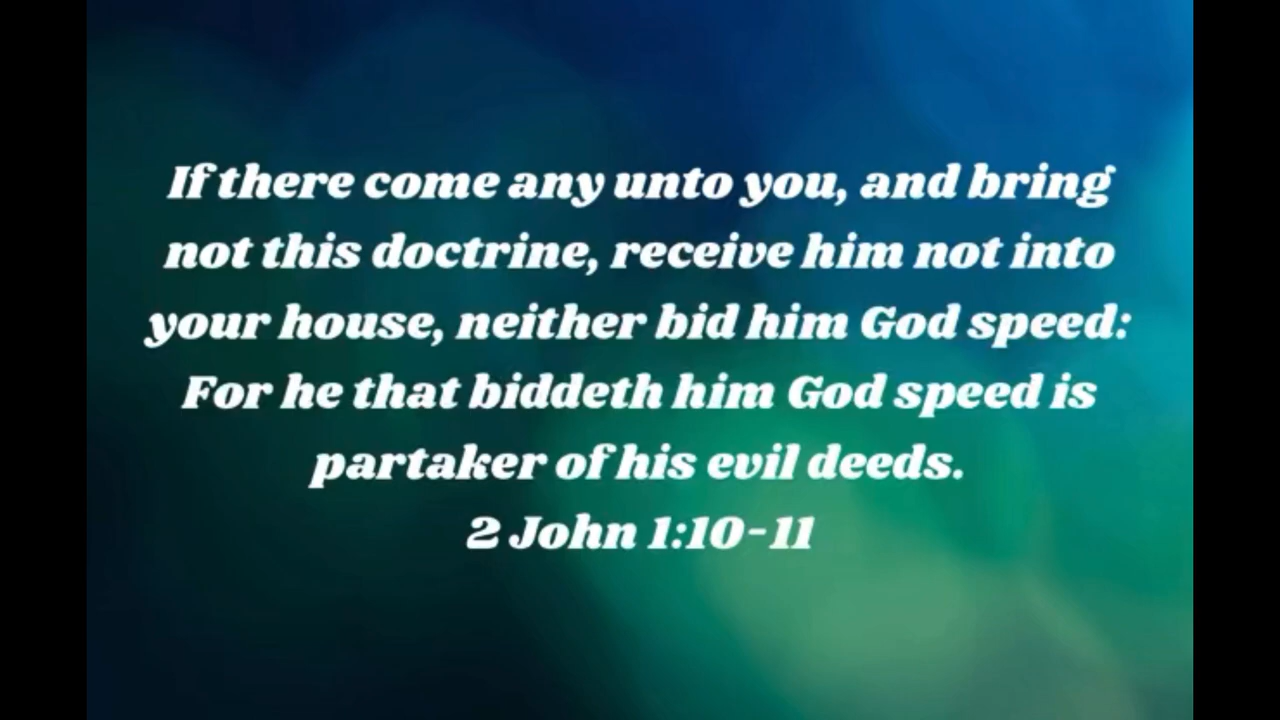 If there come any unto you, and bring
not this doctrine, receive him not into
your house, neither bid him God speed:
For he that biddeth him God speed is
partaker of his evil deeds.
2 John 1:10-11